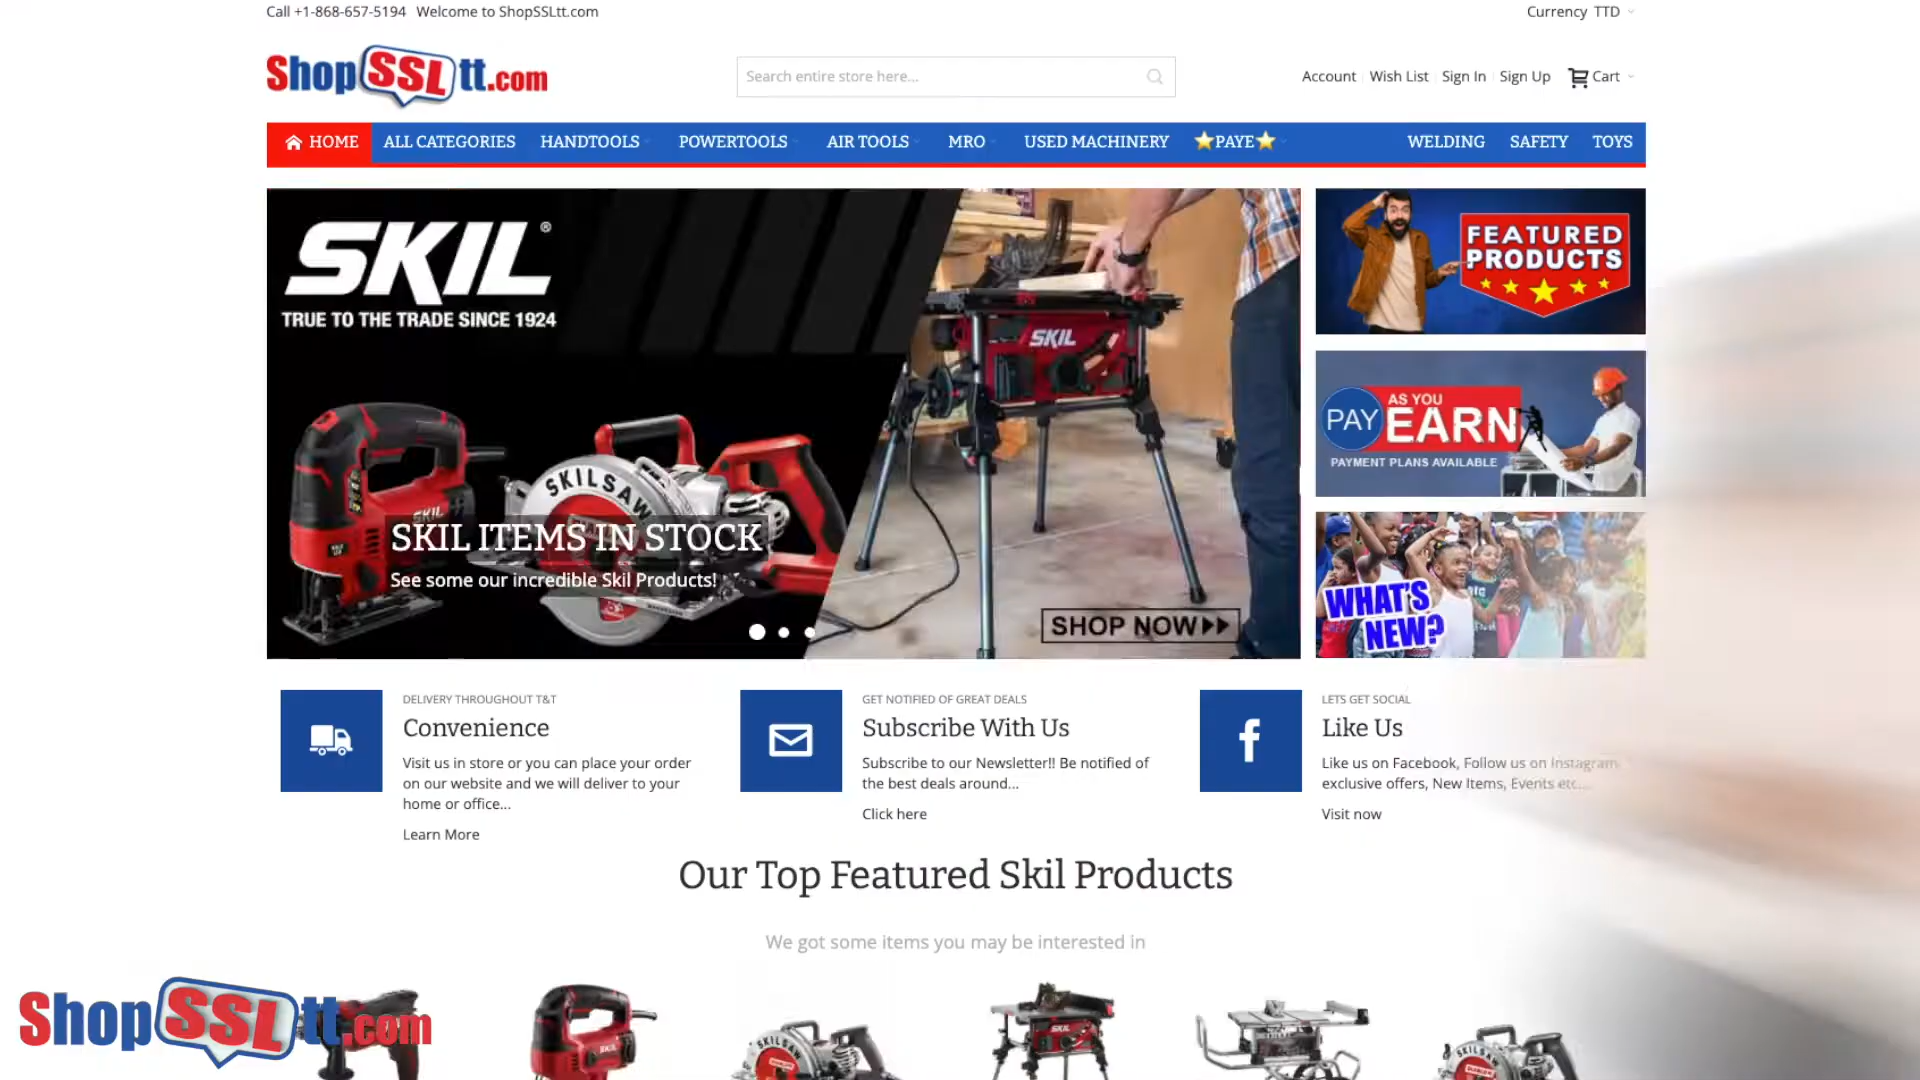 Call +1-868-657-5194 Welcome to ShopSSLtt.com
Currency TTD
ShopSSLtt.com
Search entire store here...
Account Wish List Sign In Sign Up Cart
HOME ALL CATEGORIES HANDTOOLS POWERTOOLS AIR TOOLS MRO USED MACHINERY ⭐PAYE⭐ WELDING SAFETY TOYS
SKIL®
TRUE TO THE TRADE SINCE 1924
SKIL
SKIL
SKILSAW
SKIL ITEMS IN STOCK
See some our incredible Skil Products!
SHOP NOW
FEATURED
PRODUCTS
PAY AS YOU
EARN
PAYMENT PLANS AVAILABLE
WHAT'S
NEW?
DELIVERY THROUGHOUT T&T
Convenience
Visit us in store or you can place your order
on our website and we will deliver to your
home or office...
Learn More
GET NOTIFIED OF GREAT DEALS
Subscribe With Us
Subscribe to our Newsletter!! Be notified of
the best deals around...
Click here
LETS GET SOCIAL
Like Us
Like us on Facebook, Follow us on Instagram
exclusive offers, New Items, Events etc...
Visit now
Our Top Featured Skil Products
We got some items you may be interested in
ShopSSLtt.com
SKIL
SKILSAW
SKIL
SKILSAW